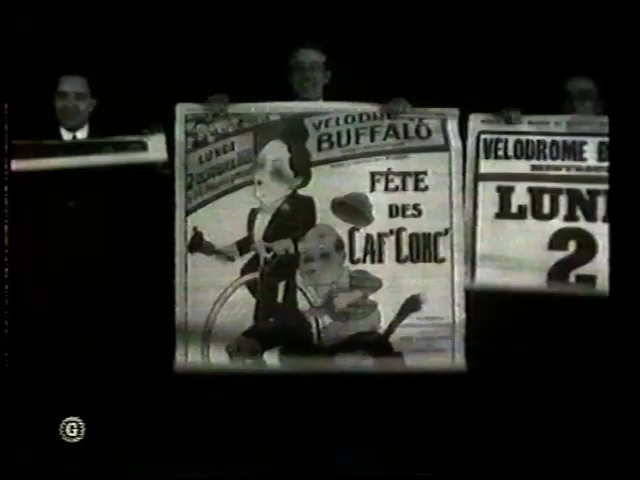 LUNDI
VELODROME
BUFFALO
FÊTE
DES
CAF' CONC'
VELODROME B
LUN
2
G